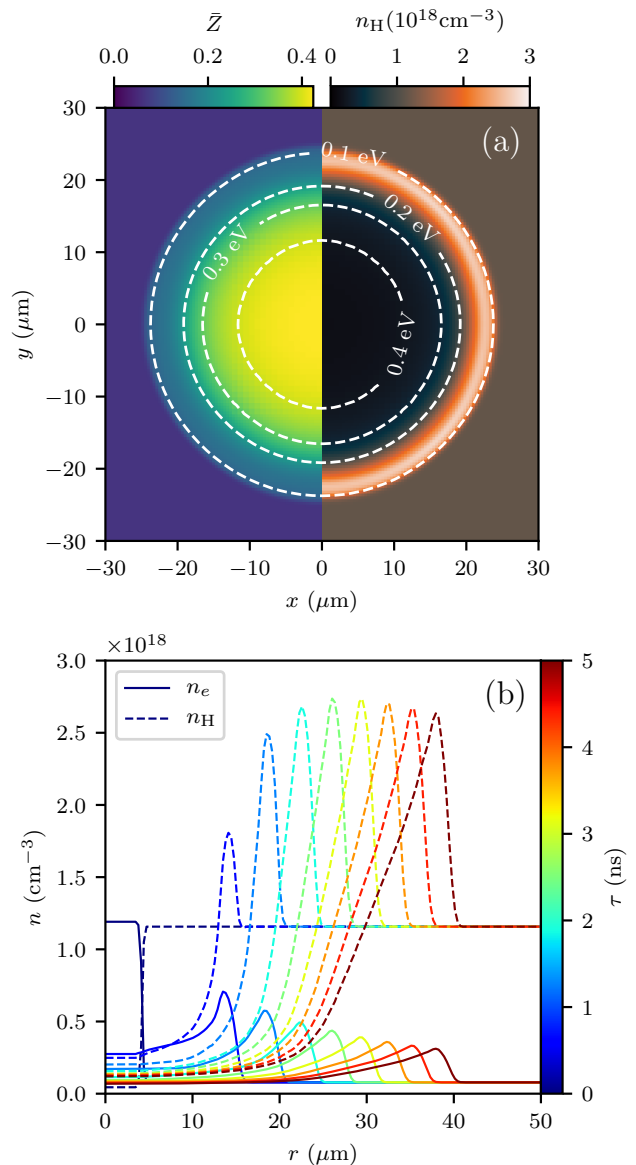 Z̄ n_H(10^18 cm^−3)
0.0 0.2 0.4 0 1 2 3
(a)
30
20
10
0
−10
−20
−30
y (μm)
0.1 eV
0.2 eV
0.3 eV
0.4 eV
−30 −20 −10 0 10 20 30
x (μm)
×10^18
(b)
n_e
n_H
3.0
2.5
2.0
1.5
1.0
0.5
0.0
n (cm^−3)
0 10 20 30 40 50
r (μm)
5
4
3
2
1
0
τ (ns)